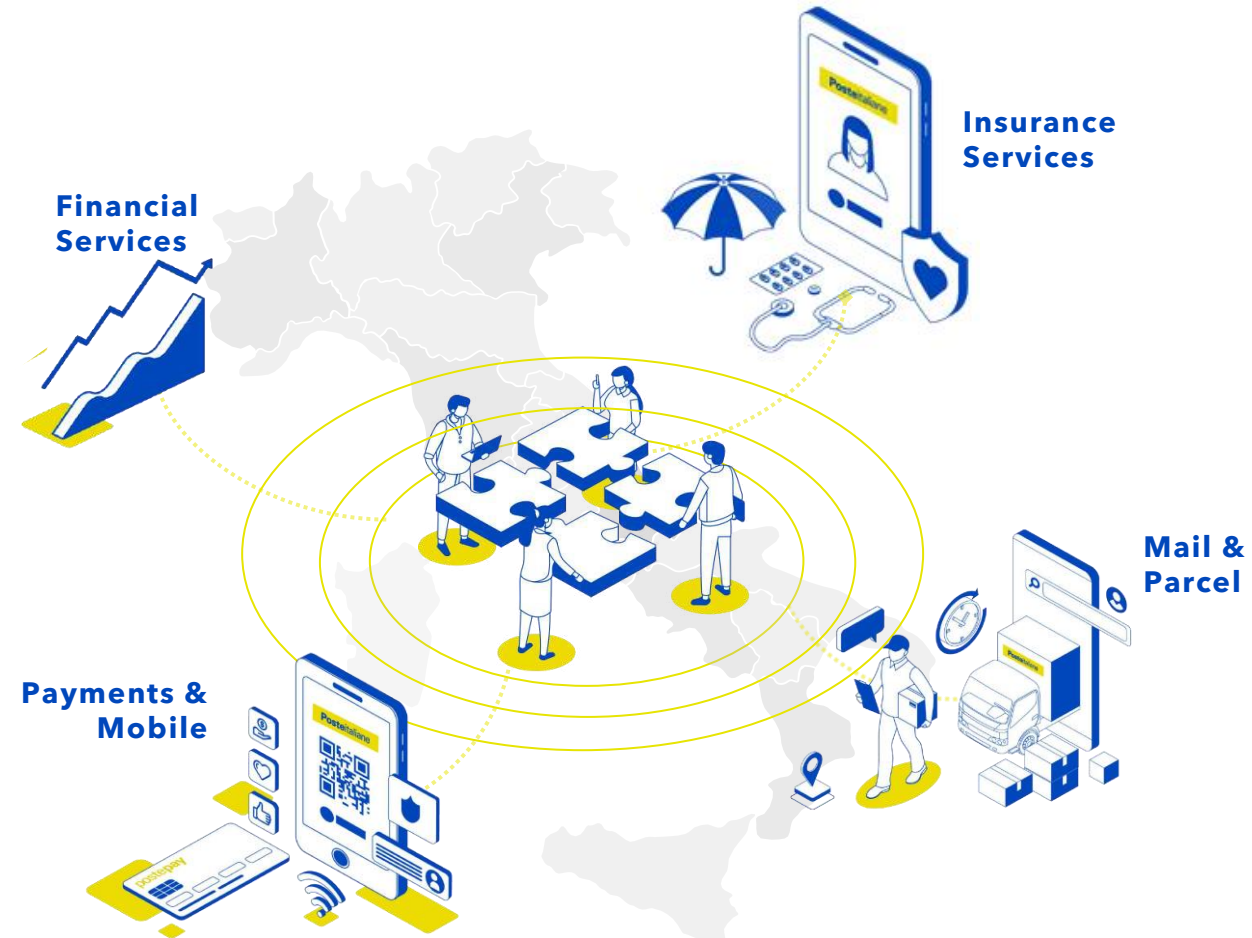 Posteitaliane
Insurance
Services
Financial
Services
Mail &
Parcel
Posteitaliane
Payments &
Mobile
Posteitaliane
postepay